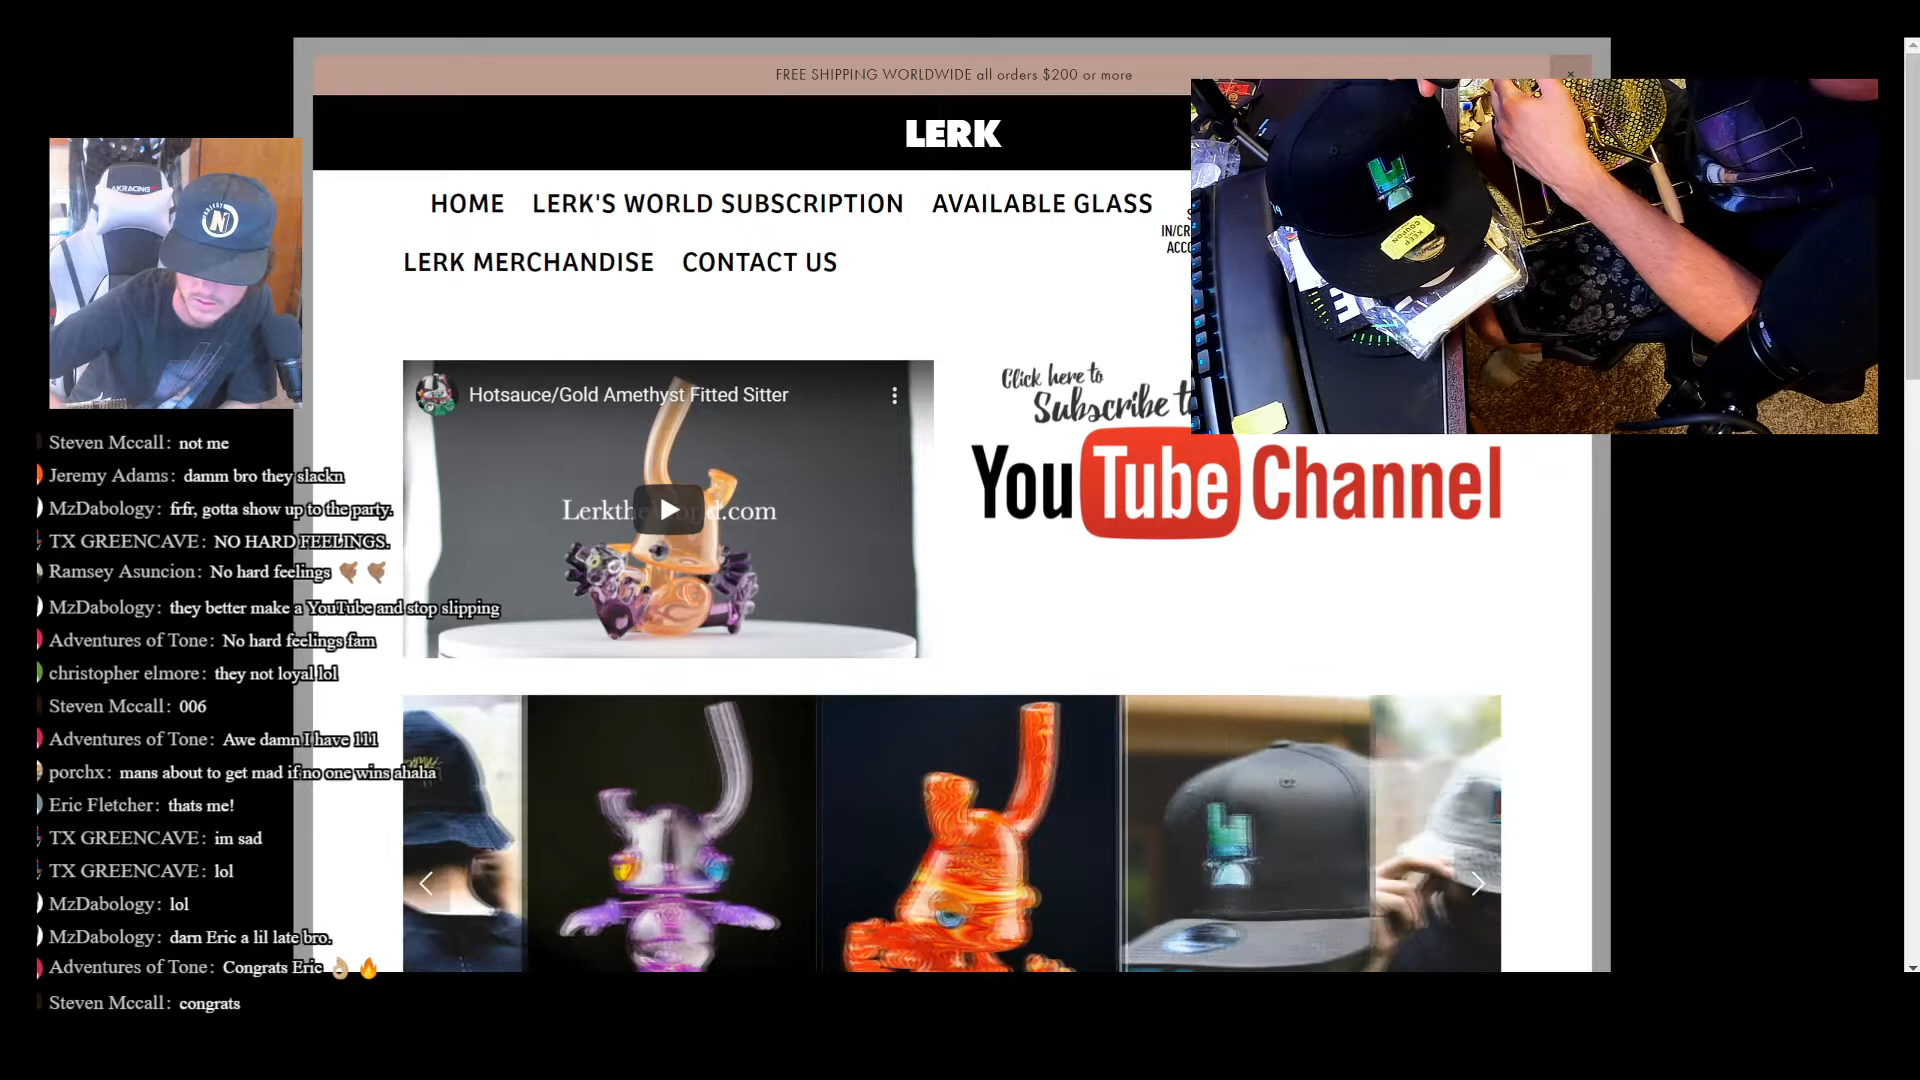 FREE SHIPPING WORLDWIDE all orders $200 or more
×
LERK
HOME
LERK'S WORLD SUBSCRIPTION
AVAILABLE GLASS
LERK MERCHANDISE
CONTACT US
AKRACING
PROJECT
N
KEEP
COUPON
Hotsauce/Gold Amethyst Fitted Sitter
Click here to
Subscribe
YouTube Channel
Steven Mccall: not me
Jeremy Adams: damm bro they slackn
MzDabology: frfr, gotta show up to the party.
TX GREENCAVE: NO HARD FEELINGS.
Ramsey Asuncion: No hard feelings 🤙🏽 🤙🏽
MzDabology: they better make a YouTube and stop slipping
Adventures of Tone: No hard feelings fam
christopher elmore: they not loyal lol
Steven Mccall: 006
Adventures of Tone: Awe damn I have 111
porchx: mans about to get mad if no one wins ahaha
Eric Fletcher: thats me!
TX GREENCAVE: im sad
TX GREENCAVE: lol
MzDabology: lol
MzDabology: darn Eric a lil late bro.
Adventures of Tone: Congrats Eric 👌🏼 🔥
Steven Mccall: congrats